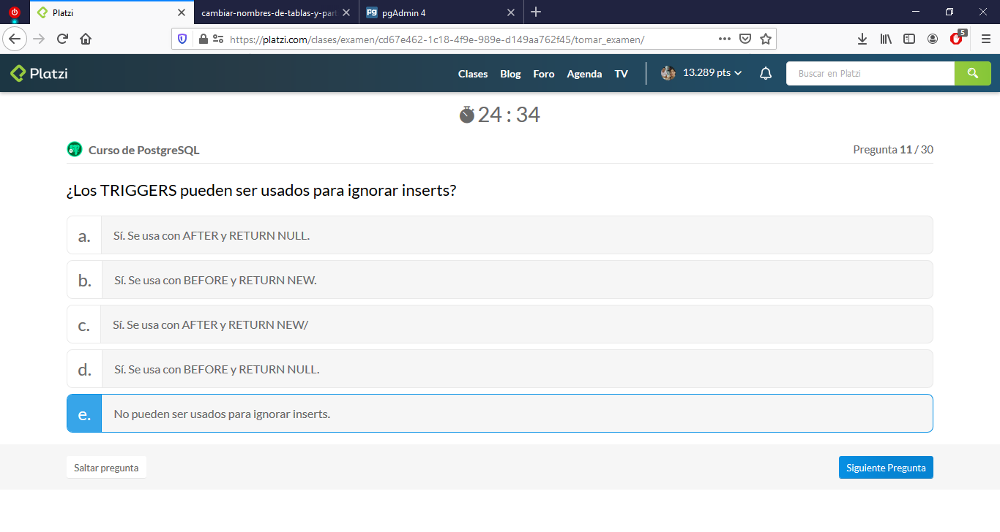 Platzi
cambiar-nombres-de-tablas-y-part
pgAdmin 4
https://platzi.com/clases/examen/cd67e462-1c18-4f9e-989e-d149aa762f45/tomar_examen/
5
Platzi
Clases
Blog
Foro
Agenda
TV
13.289 pts
Buscar en Platzi
24 : 34
Curso de PostgreSQL
Pregunta 11 / 30
¿Los TRIGGERS pueden ser usados para ignorar inserts?
a. Sí. Se usa con AFTER y RETURN NULL.
b. Sí. Se usa con BEFORE y RETURN NEW.
c. Sí. Se usa con AFTER y RETURN NEW/
d. Sí. Se usa con BEFORE y RETURN NULL.
e. No pueden ser usados para ignorar inserts.
Saltar pregunta
Siguiente Pregunta